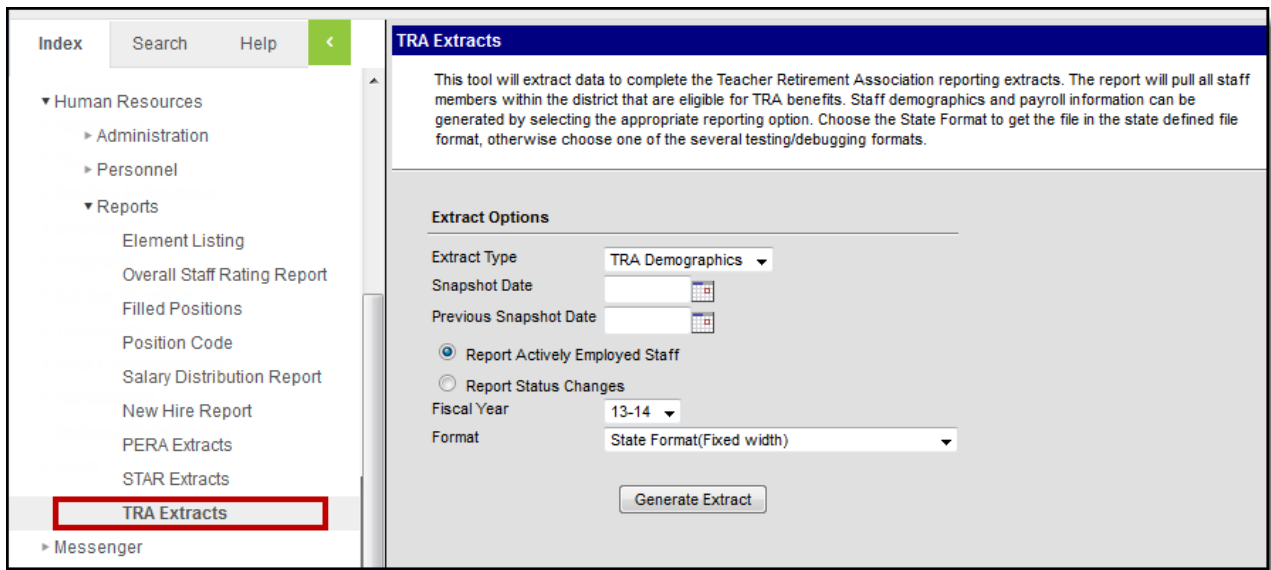 Index
Search
Help
Human Resources
Administration
Personnel
Reports
Element Listing
Overall Staff Rating Report
Filled Positions
Position Code
Salary Distribution Report
New Hire Report
PERA Extracts
STAR Extracts
TRA Extracts
Messenger
TRA Extracts
This tool will extract data to complete the Teacher Retirement Association reporting extracts. The report will pull all staff
members within the district that are eligible for TRA benefits. Staff demographics and payroll information can be
generated by selecting the appropriate reporting option. Choose the State Format to get the file in the state defined file
format, otherwise choose one of the several testing/debugging formats.
Extract Options
Extract Type TRA Demographics
Snapshot Date
Previous Snapshot Date
Report Actively Employed Staff
Report Status Changes
Fiscal Year 13-14
Format State Format(Fixed width)
Generate Extract